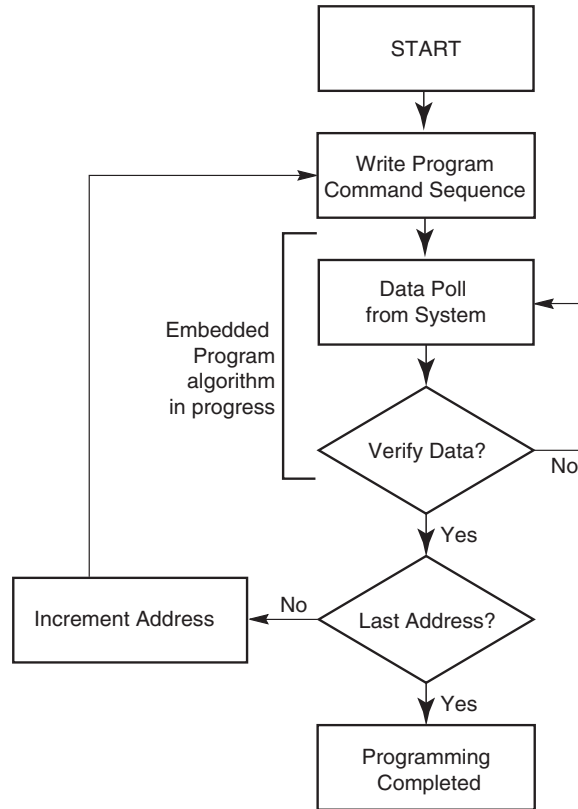 START
Write Program
Command Sequence
Data Poll
from System
Embedded
Program
algorithm
in progress
Verify Data?
No
Yes
Increment Address
No
Last Address?
Yes
Programming
Completed